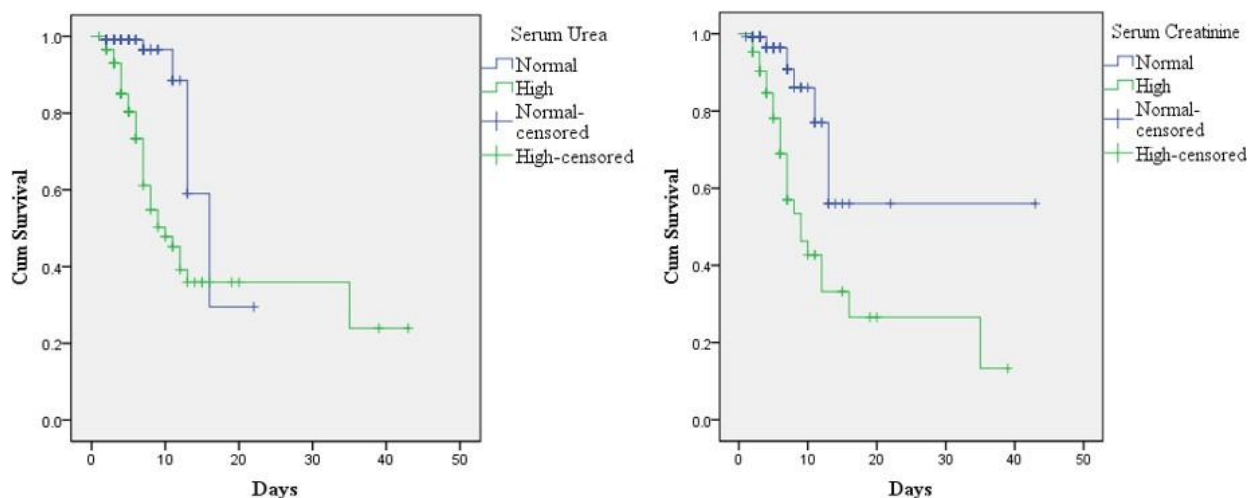 Serum Urea
Normal
High
Normal-
censored
High-censored
1.0
0.8
0.6
0.4
0.2
0.0
Cum Survival
0
10
20
30
40
50
Days
Serum Creatinine
Normal
High
Normal-
censored
High-censored
1.0
0.8
0.6
0.4
0.2
0.0
Cum Survival
0
10
20
30
40
50
Days